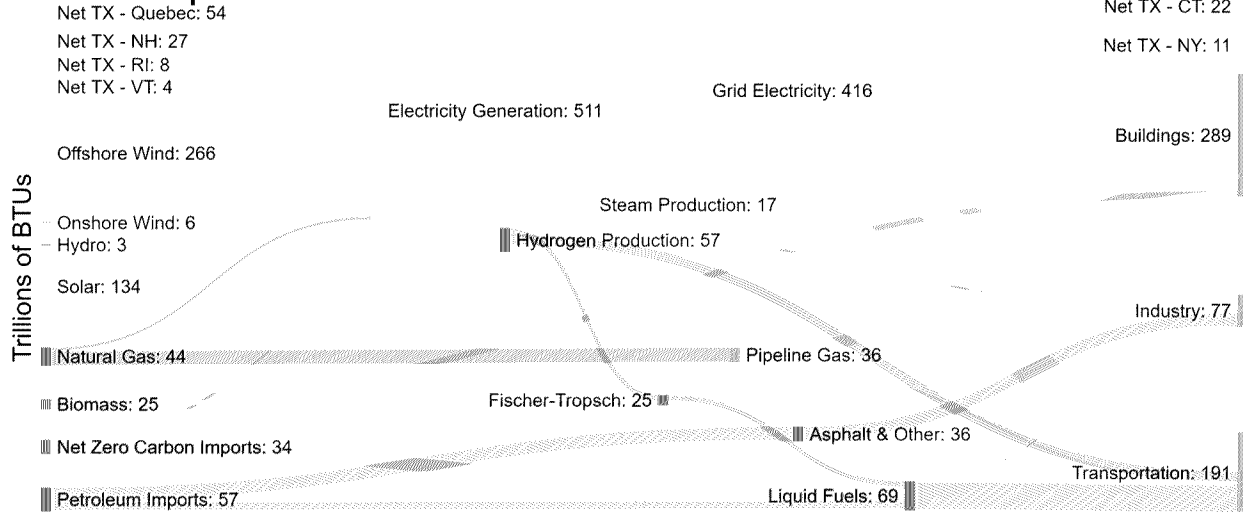 Net TX - Quebec: 54
Net TX - CT: 22
Net TX - NH: 27
Net TX - NY: 11
Net TX - RI: 8
Net TX - VT: 4
Grid Electricity: 416
Electricity Generation: 511
Buildings: 289
Offshore Wind: 266
Steam Production: 17
Onshore Wind: 6
Hydrogen Production: 57
Hydro: 3
Solar: 134
Trillions of BTUs
Industry: 77
Natural Gas: 44
Pipeline Gas: 36
Biomass: 25
Fischer-Tropsch: 25
Asphalt & Other: 36
Net Zero Carbon Imports: 34
Transportation: 191
Petroleum Imports: 57
Liquid Fuels: 69